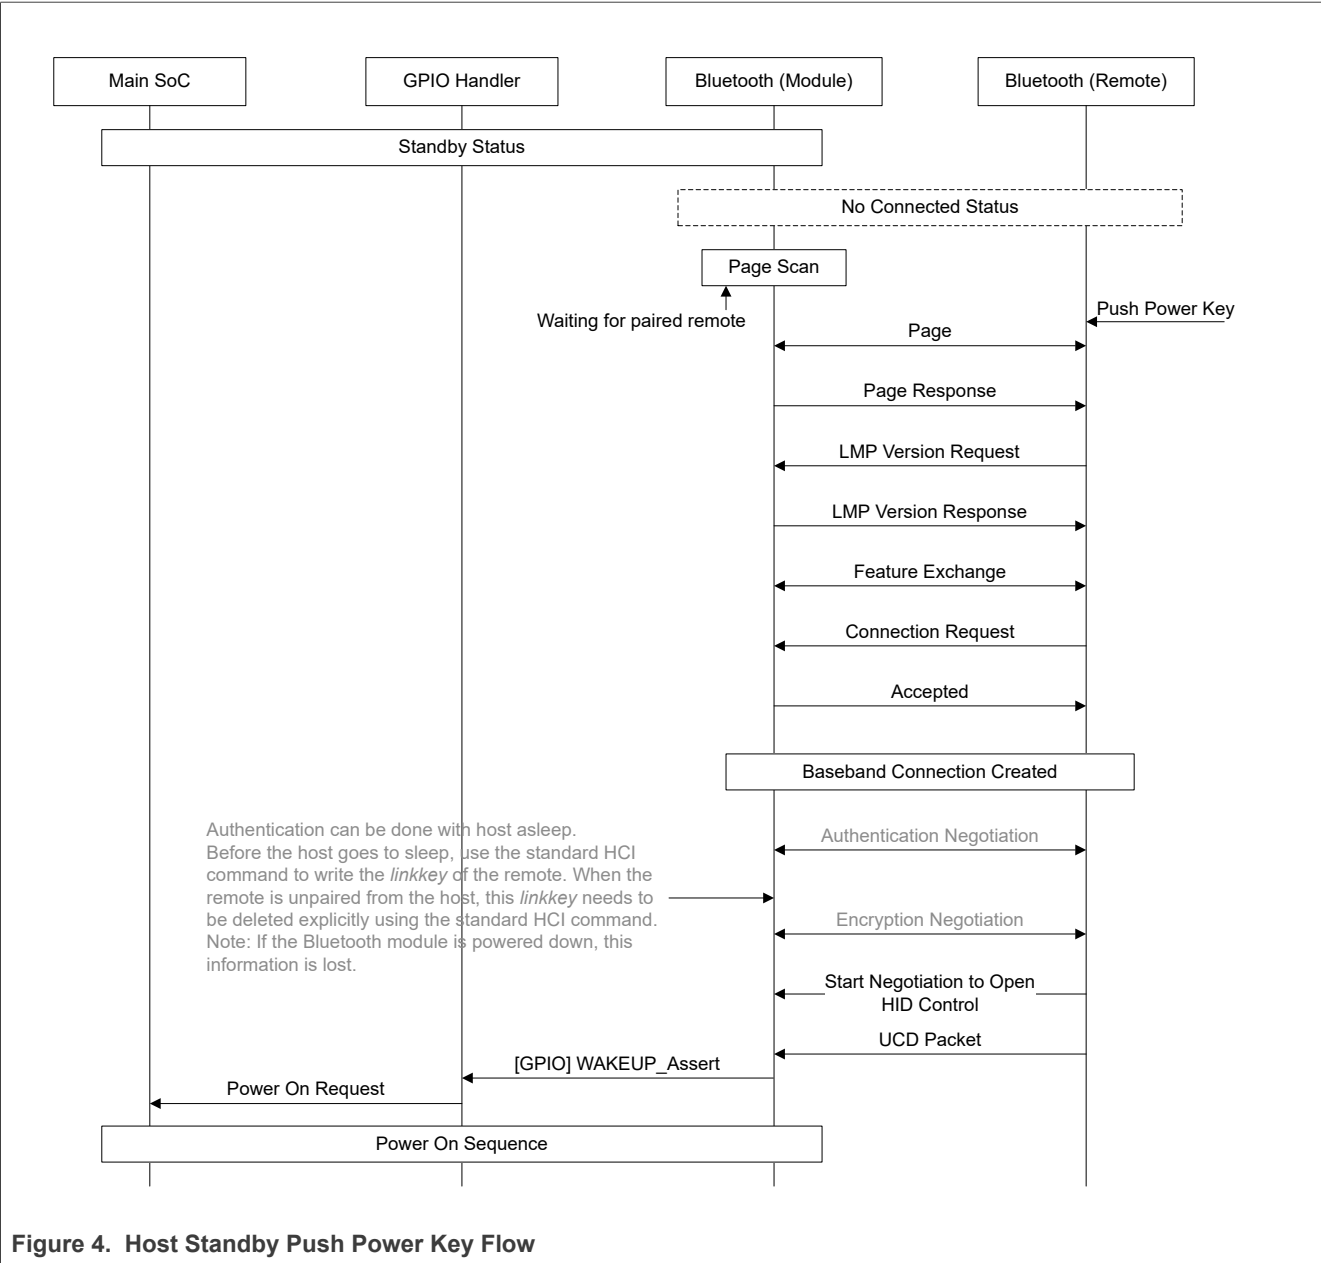 Main SoC
GPIO Handler
Bluetooth (Module)
Bluetooth (Remote)
Standby Status
No Connected Status
Page Scan
Waiting for paired remote
Push Power Key
Page
Page Response
LMP Version Request
LMP Version Response
Feature Exchange
Connection Request
Accepted
Baseband Connection Created
Authentication can be done with host asleep.
Before the host goes to sleep, use the standard HCI
command to write the linkkey of the remote. When the
remote is unpaired from the host, this linkkey needs to
be deleted explicitly using the standard HCI command.
Note: If the Bluetooth module is powered down, this
information is lost.
Authentication Negotiation
Encryption Negotiation
Start Negotiation to Open
HID Control
UCD Packet
[GPIO] WAKEUP_Assert
Power On Request
Power On Sequence
Figure 4. Host Standby Push Power Key Flow